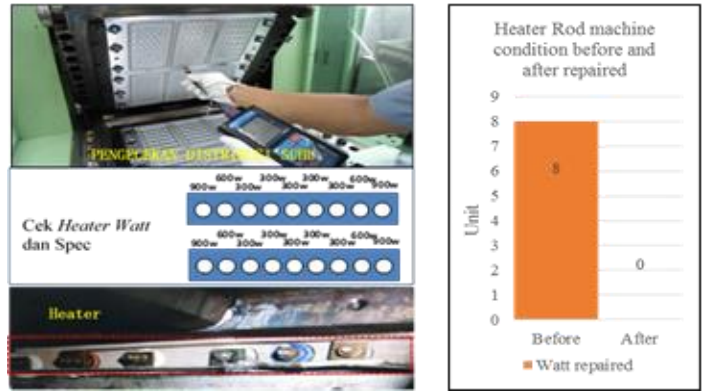 PENGECEKAN DISTRIBUSI SUHU
Cek Heater Watt
dan Spec
600w 300w 300w 600w
900w 300w 300w 300w 900w
600w 300w 300w 600w
900w 300w 300w 300w 900w
Heater
Heater Rod machine
condition before and
after repaired
9
8
7
6
5
4
3
2
1
0
Unit
8
0
Before After
Watt repaired